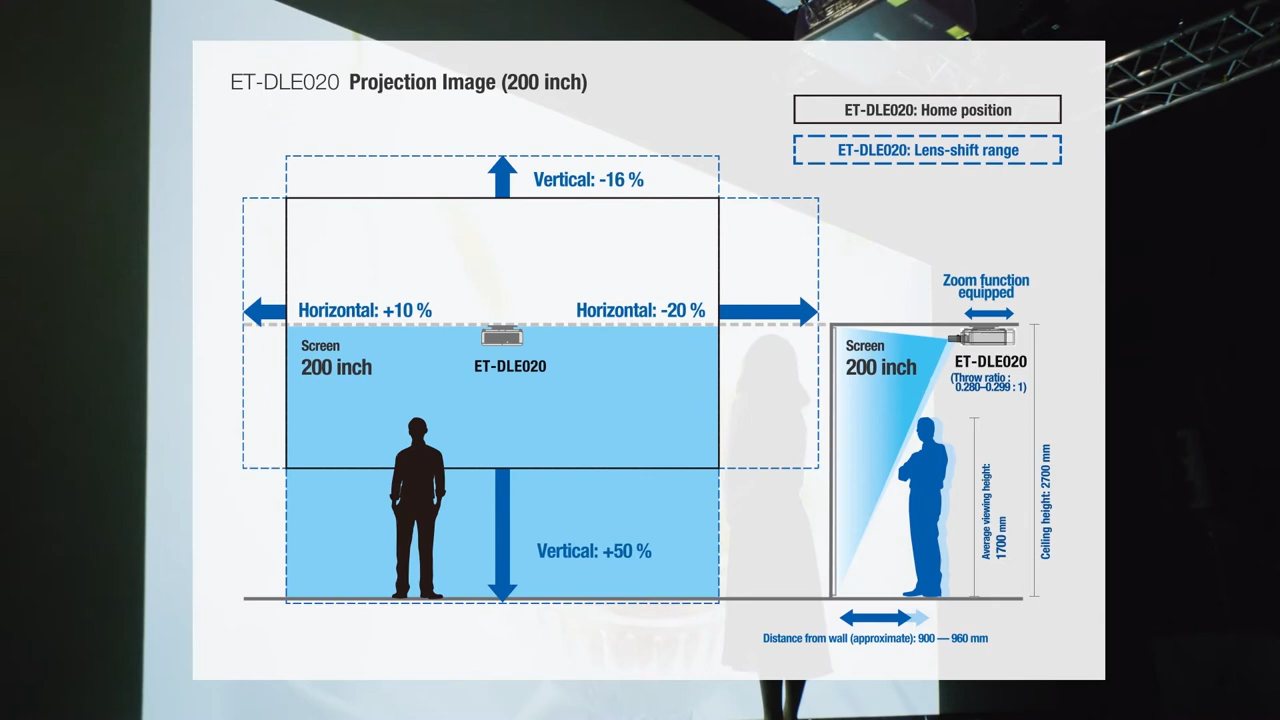 ET-DLE020 Projection Image (200 inch)
ET-DLE020: Home position
ET-DLE020: Lens-shift range
Vertical: -16 %
Zoom function
equipped
Horizontal: +10 %
Horizontal: -20 %
Screen
200 inch
ET-DLE020
Screen
200 inch
ET-DLE020
(Throw ratio :
0.280–0.299 : 1)
Average viewing height:
1700 mm
Ceiling height: 2700 mm
Vertical: +50 %
Distance from wall (approximate): 900 — 960 mm